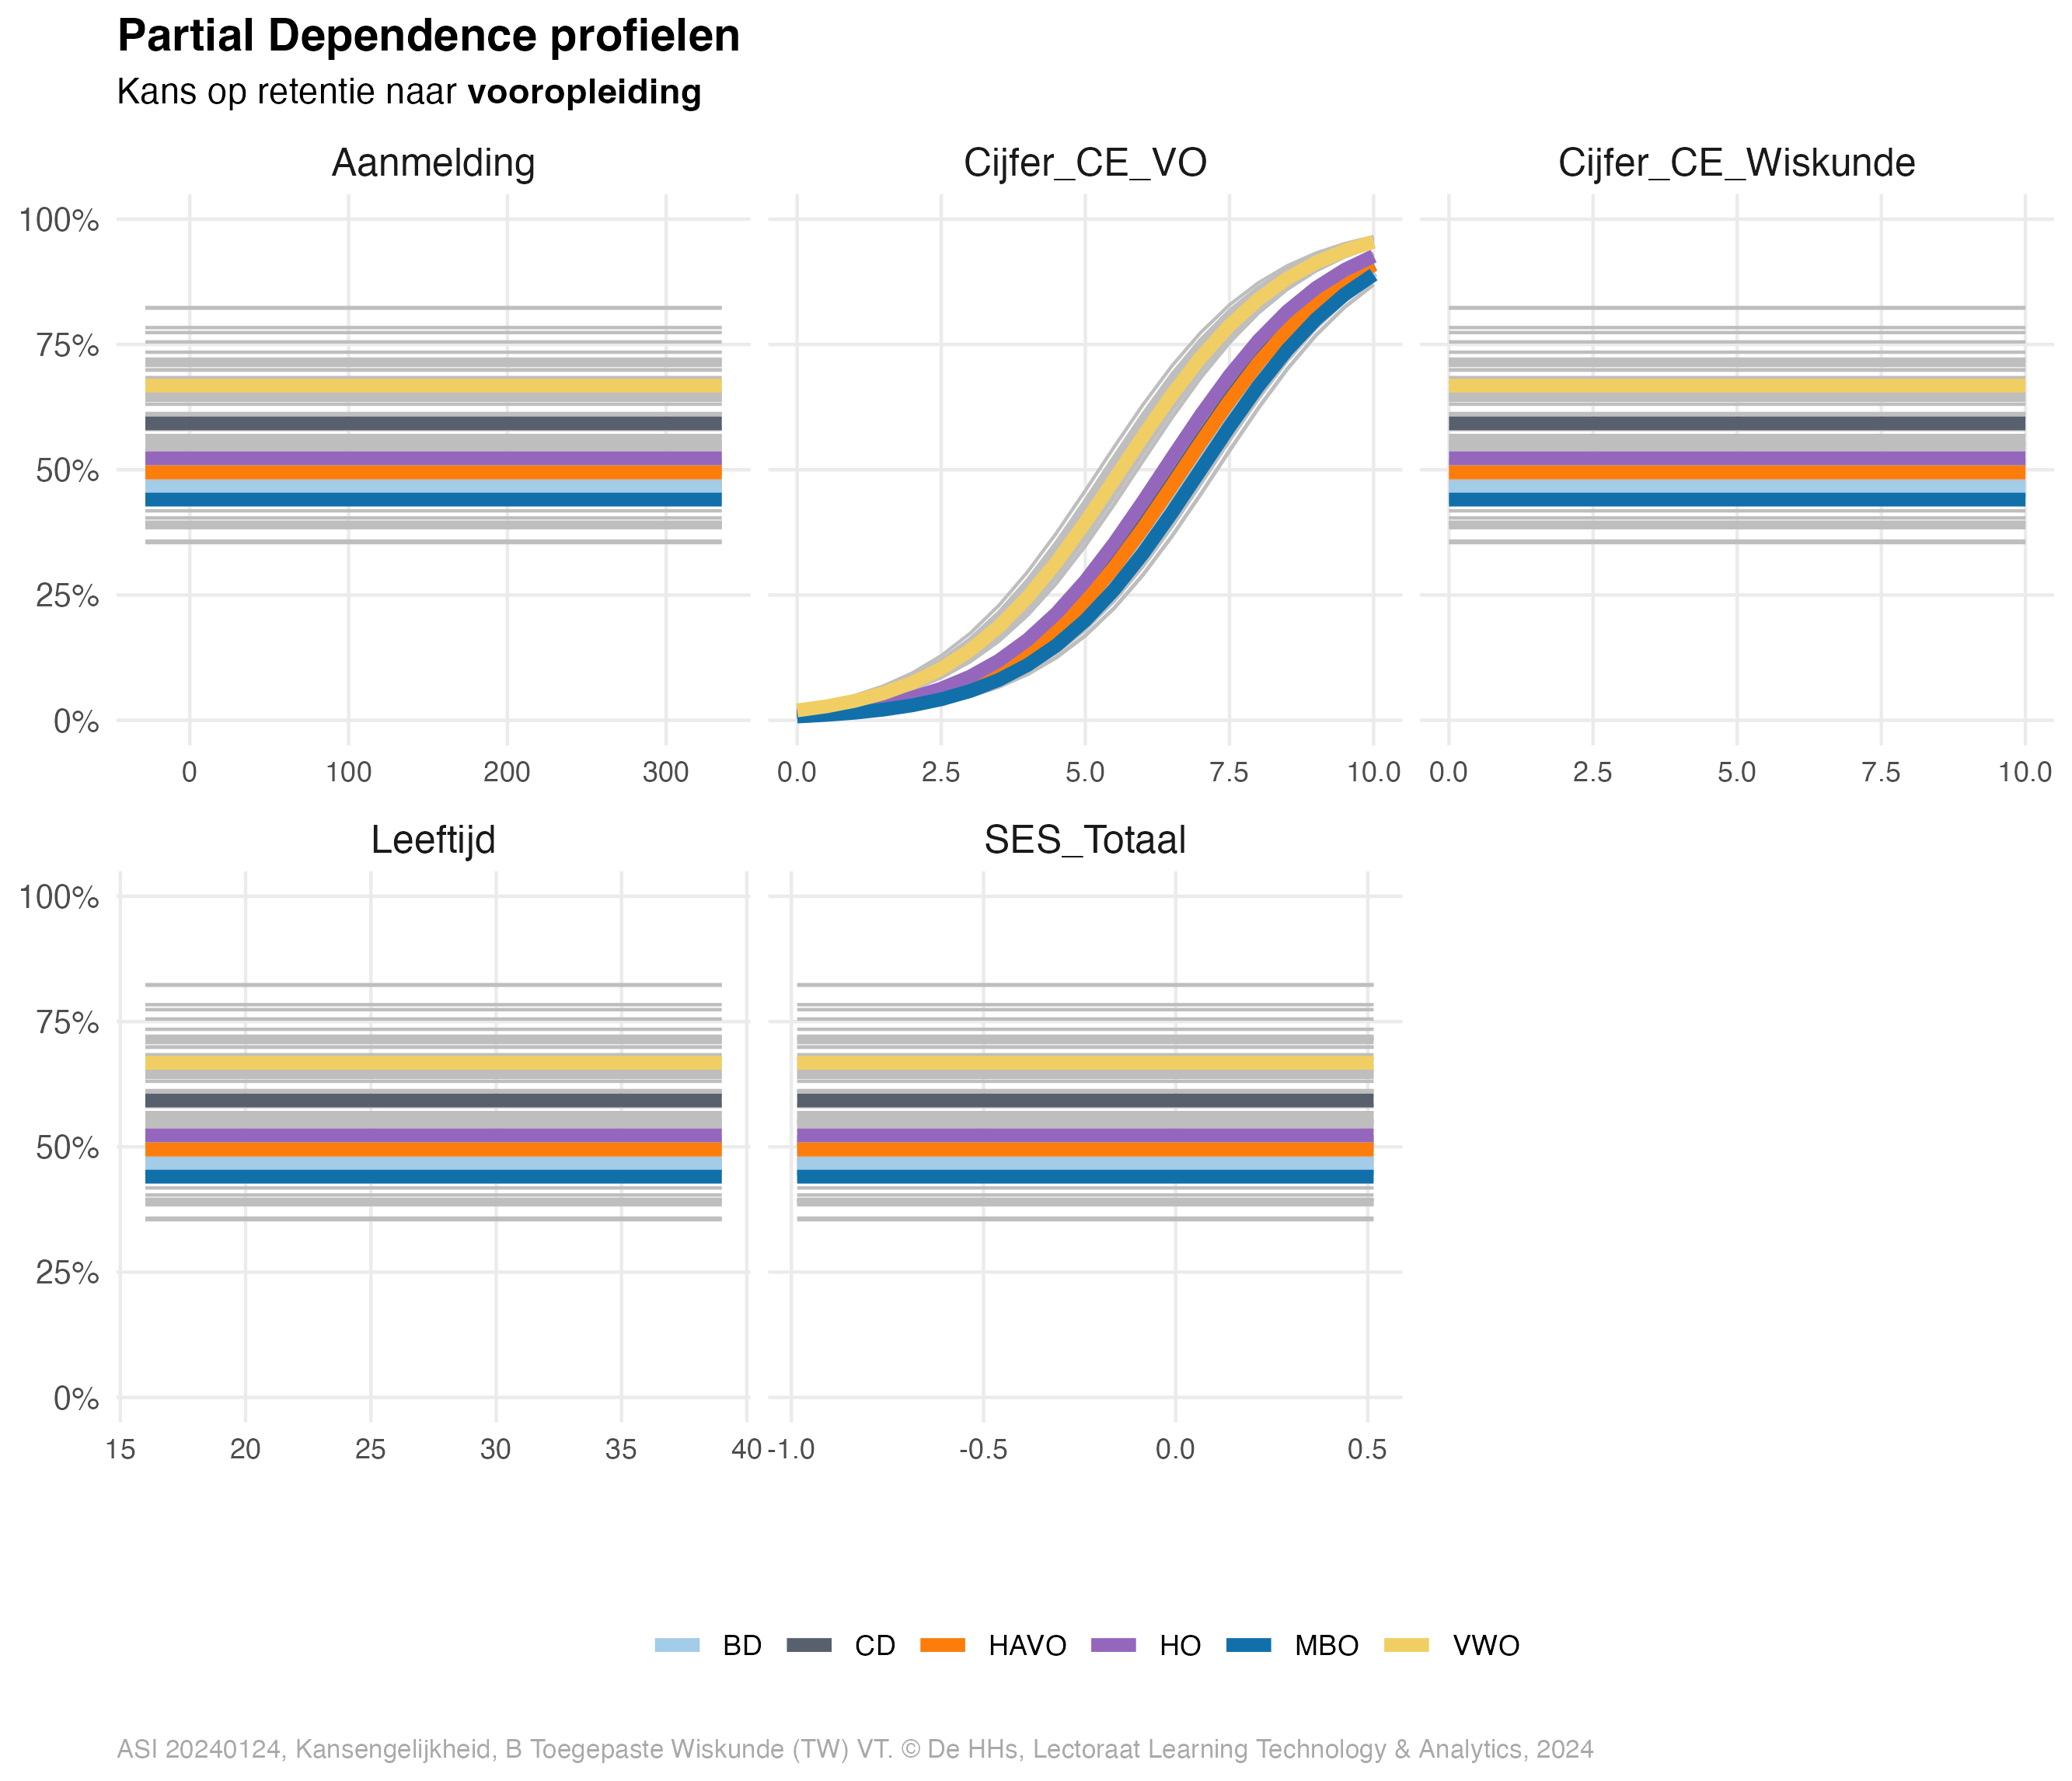 Partial Dependence profielen
Kans op retentie naar vooropleiding
Aanmelding
Cijfer_CE_VO
Cijfer_CE_Wiskunde
100%
75%
50%
25%
0%
0 100 200 300
0.0 2.5 5.0 7.5 10.0
0.0 2.5 5.0 7.5 10.0
Leeftijd
SES_Totaal
100%
75%
50%
25%
0%
15 20 25 30 35 40
-1.0 -0.5 0.0 0.5
BD CD HAVO HO MBO VWO
ASI 20240124, Kansengelijkheid, B Toegepaste Wiskunde (TW) VT. © De HHs, Lectoraat Learning Technology & Analytics, 2024